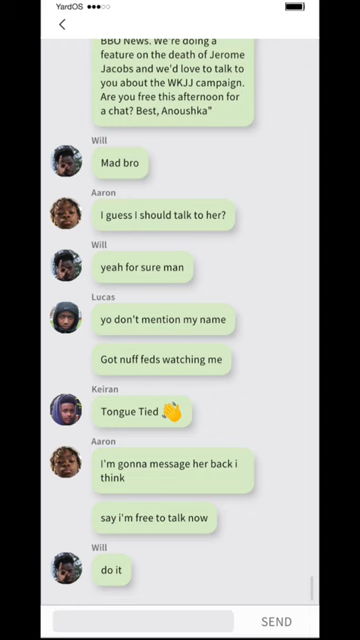 YardOS
BBO News. We're doing a
feature on the death of Jerome
Jacobs and we'd love to talk to
you about the WKJJ campaign.
Are you free this afternoon for
a chat? Best, Anoushka"
Will
Mad bro
Aaron
I guess I should talk to her?
Will
yeah for sure man
Lucas
yo don't mention my name
Got nuff feds watching me
Keiran
Tongue Tied 👏
Aaron
I'm gonna message her back i
think
say i'm free to talk now
Will
do it
SEND